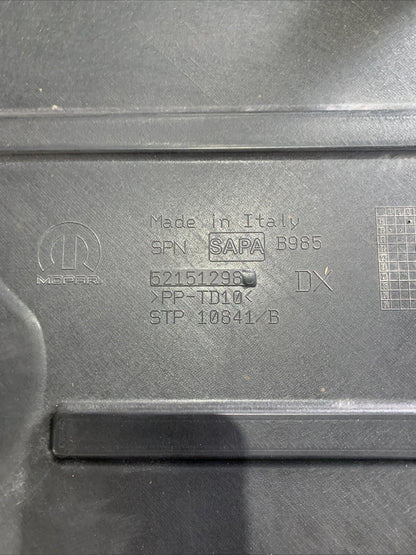 Made in Italy
SPN SAPA B985
MOPAR
52151298 DX
>PP-TD10<
STP 10841/B